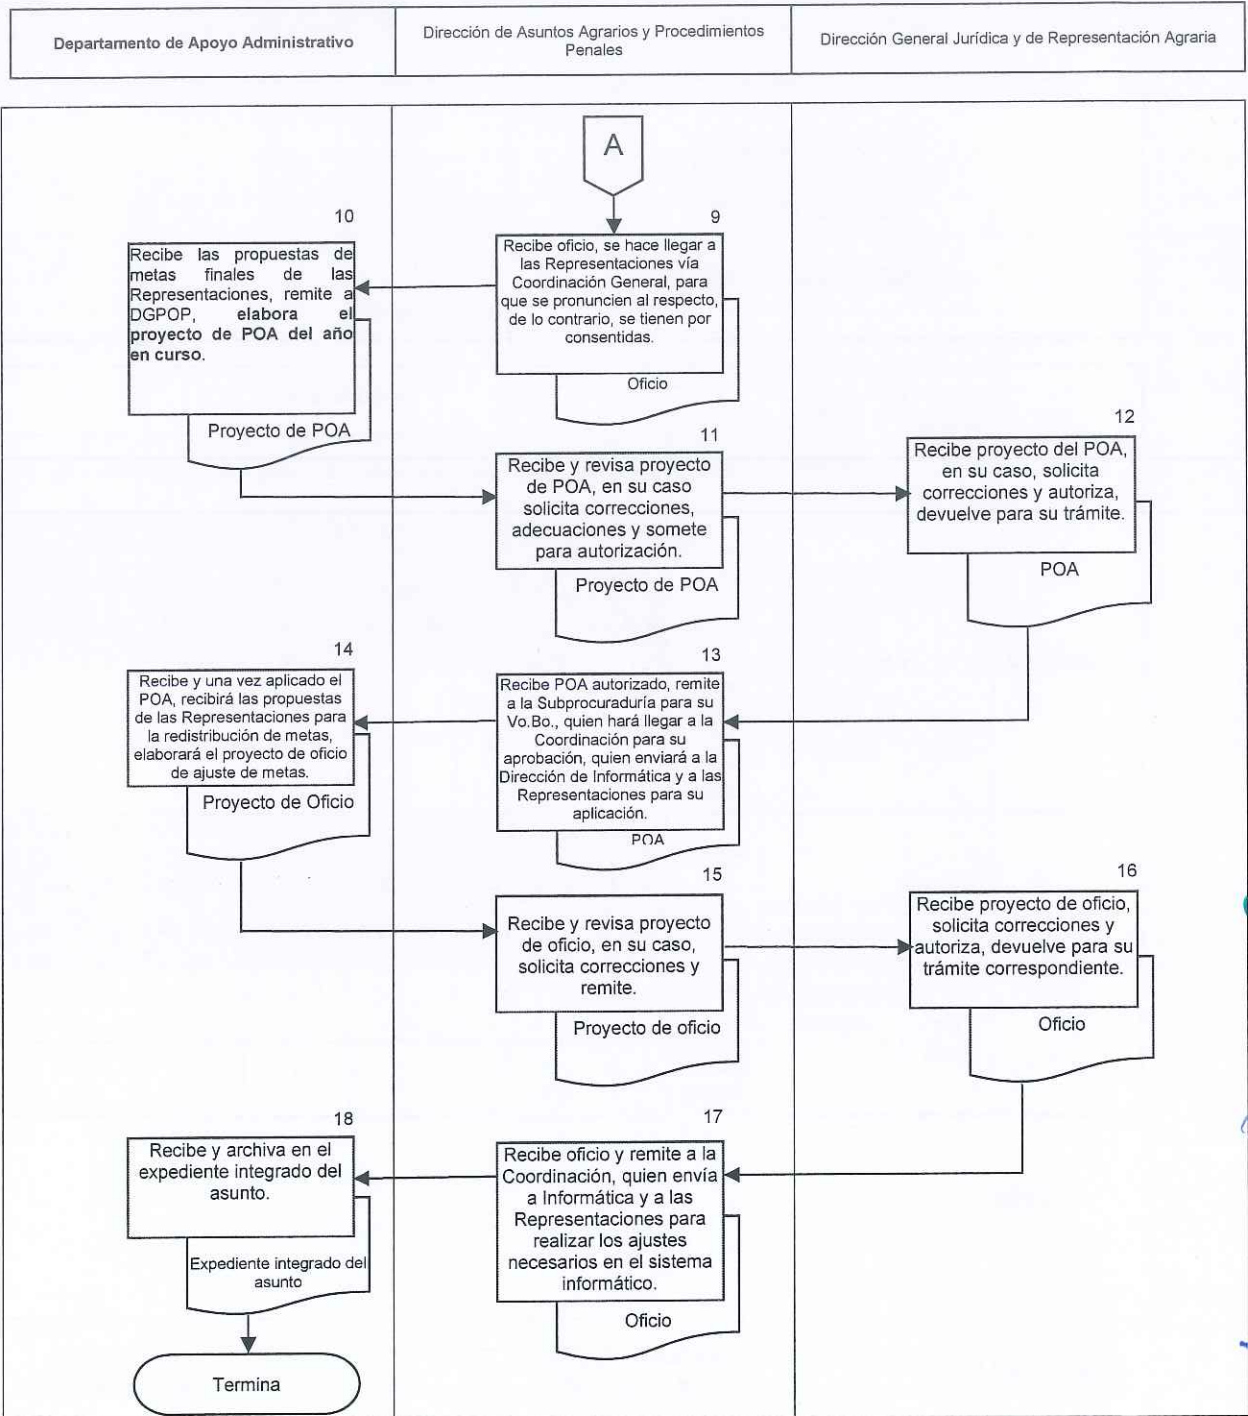 Departamento de Apoyo Administrativo
Dirección de Asuntos Agrarios y Procedimientos
Penales
Dirección General Jurídica y de Representación Agraria
A
9
Recibe oficio, se hace llegar a
las Representaciones vía
Coordinación General, para
que se pronuncien al respecto,
de lo contrario, se tienen por
consentidas.
Oficio
10
Recibe las propuestas de
metas finales de las
Representaciones, remite a
DGPOP, elabora el
proyecto de POA del año
en curso.
Proyecto de POA
11
Recibe y revisa proyecto
de POA, en su caso
solicita correcciones,
adecuaciones y somete
para autorización.
Proyecto de POA
12
Recibe proyecto del POA,
en su caso, solicita
correcciones y autoriza,
devuelve para su trámite.
POA
13
Recibe POA autorizado, remite
a la Subprocuraduría para su
Vo.Bo., quien hará llegar a la
Coordinación para su
aprobación, quien enviará a la
Dirección de Informática y a las
Representaciones para su
aplicación.
POA
14
Recibe y una vez aplicado el
POA, recibirá las propuestas
de las Representaciones para
la redistribución de metas,
elaborará el proyecto de oficio
de ajuste de metas.
Proyecto de Oficio
15
Recibe y revisa proyecto
de oficio, en su caso,
solicita correcciones y
remite.
Proyecto de oficio
16
Recibe proyecto de oficio,
solicita correcciones y
autoriza, devuelve para su
trámite correspondiente.
Oficio
17
Recibe oficio y remite a la
Coordinación, quien envía
a Informática y a las
Representaciones para
realizar los ajustes
necesarios en el sistema
informático.
Oficio
18
Recibe y archiva en el
expediente integrado del
asunto.
Expediente integrado del
asunto
Termina